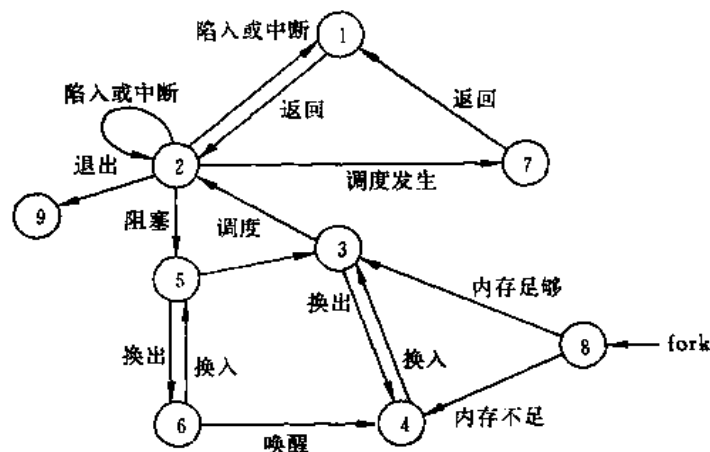 陷入或中断
1
陷入或中断
返回
返回
退出
2
7
调度发生
9
阻塞
调度
3
5
内存足够
换出
换出
换入
换入
8
fork
6
4
内存不足
唤醒